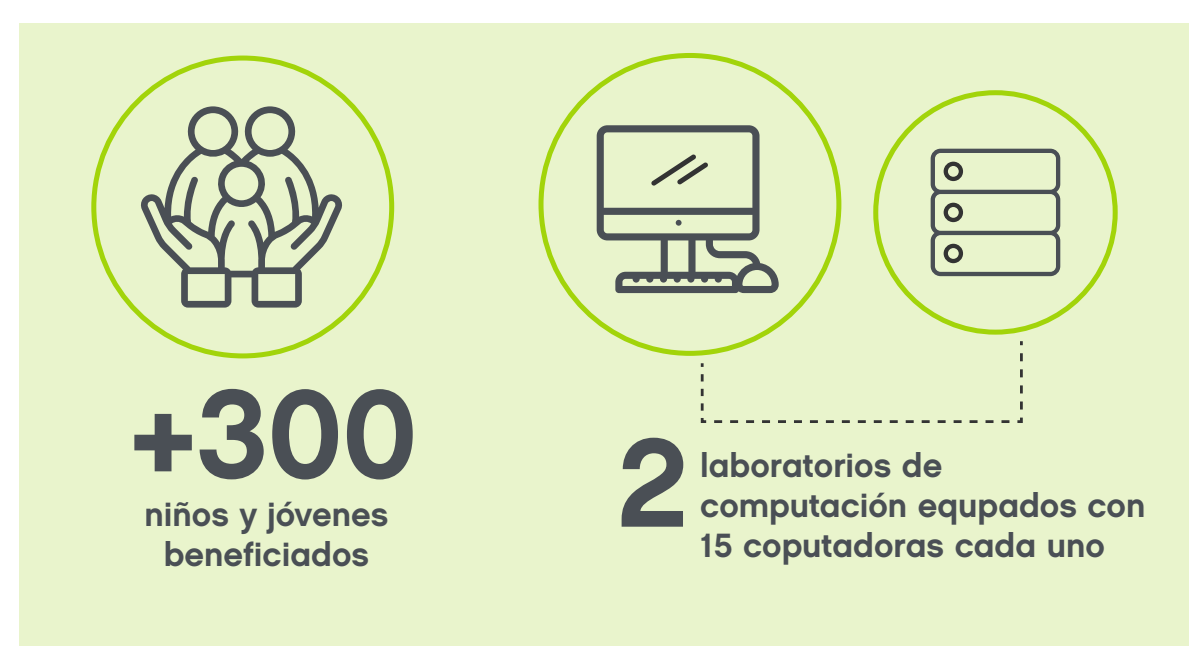 +300
niños y jóvenes
beneficiados
2
laboratorios de
computación equpados con
15 coputadoras cada uno